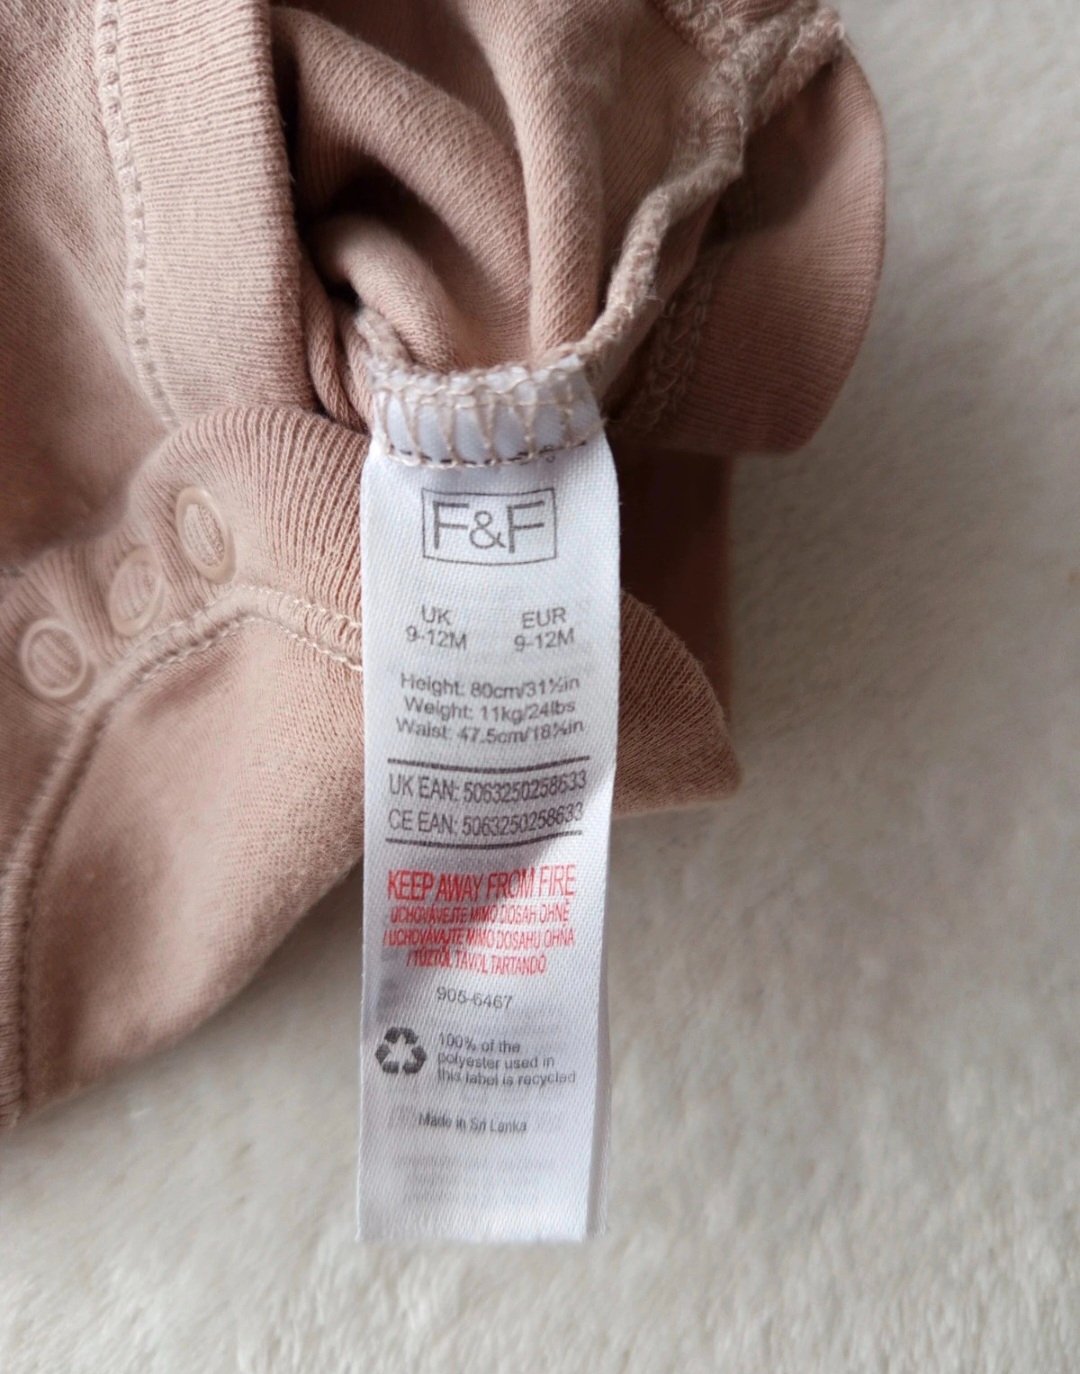 F&F
UK EUR
9-12M 9-12M
Height: 80cm/31½in
Weight: 11kg/24lbs
Waist: 47.5cm/18¾in
UK EAN: 5063250258633
CE EAN: 5063250258633
KEEP AWAY FROM FIRE
UCHOVÁVEJTE MIMO DOSAH OHNĚ
/ UCHOVÁVAJTE MIMO DOSAHU OHŇA
/ TŰZTŐL TÁVOL TARTANDÓ
905-6467
100% of the
polyester used in
this label is recycled
Made in Sri Lanka